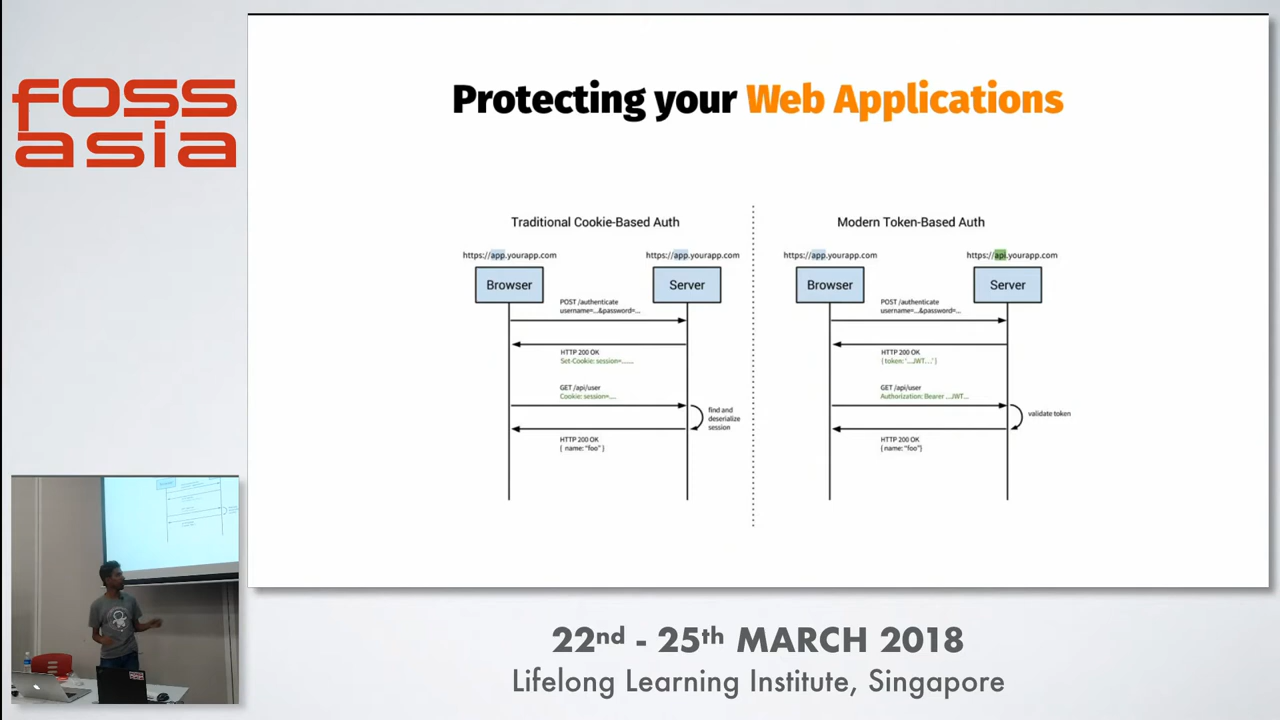 foss
asia
Protecting your Web Applications
Traditional Cookie-Based Auth
https://app.yourapp.com
https://app.yourapp.com
Browser
Server
POST /authenticate
username=...&password=...
HTTP 200 OK
Set-Cookie: session=.......
GET /api/user
Cookie: session=....
find and
deserialize
session
HTTP 200 OK
{ name: "foo" }
Modern Token-Based Auth
https://app.yourapp.com
https://api.yourapp.com
Browser
Server
POST /authenticate
username=...&password=...
HTTP 200 OK
{ token: '...JWT...' }
GET /api/user
Authorization: Bearer ...JWT...
validate token
HTTP 200 OK
{ name: "foo"}
22nd - 25th MARCH 2018
Lifelong Learning Institute, Singapore